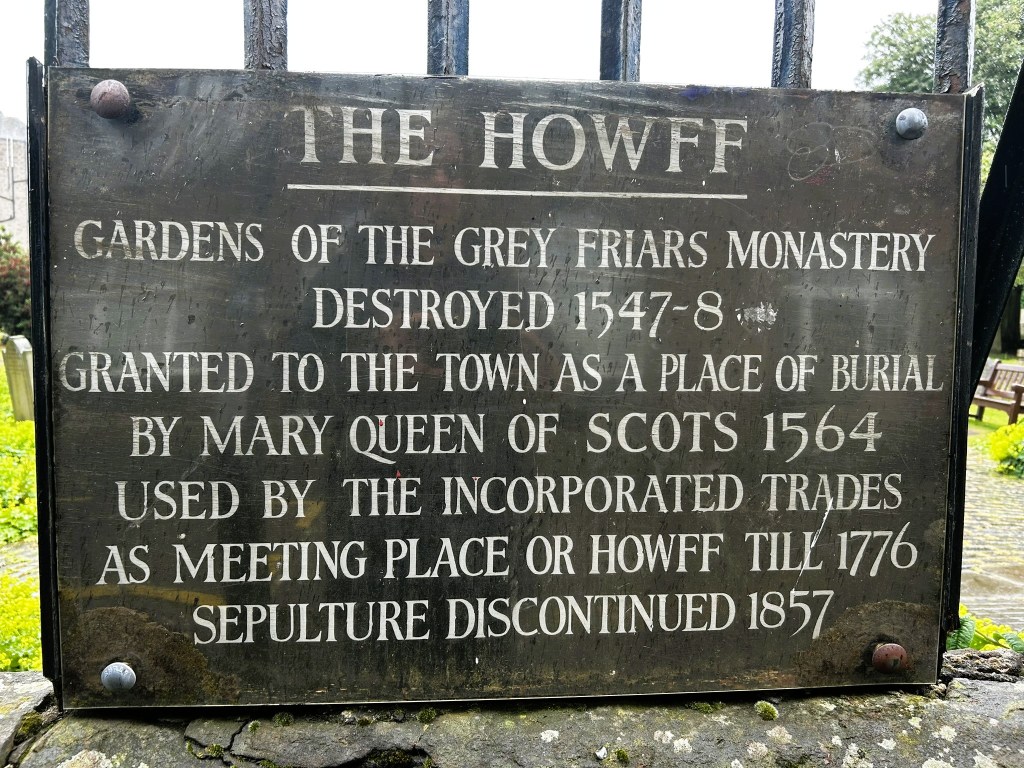 THE HOWFF
GARDENS OF THE GREY FRIARS MONASTERY
DESTROYED 1547-8
GRANTED TO THE TOWN AS A PLACE OF BURIAL
BY MARY QUEEN OF SCOTS 1564
USED BY THE INCORPORATED TRADES
AS MEETING PLACE OR HOWFF TILL 1776
SEPULTURE DISCONTINUED 1857